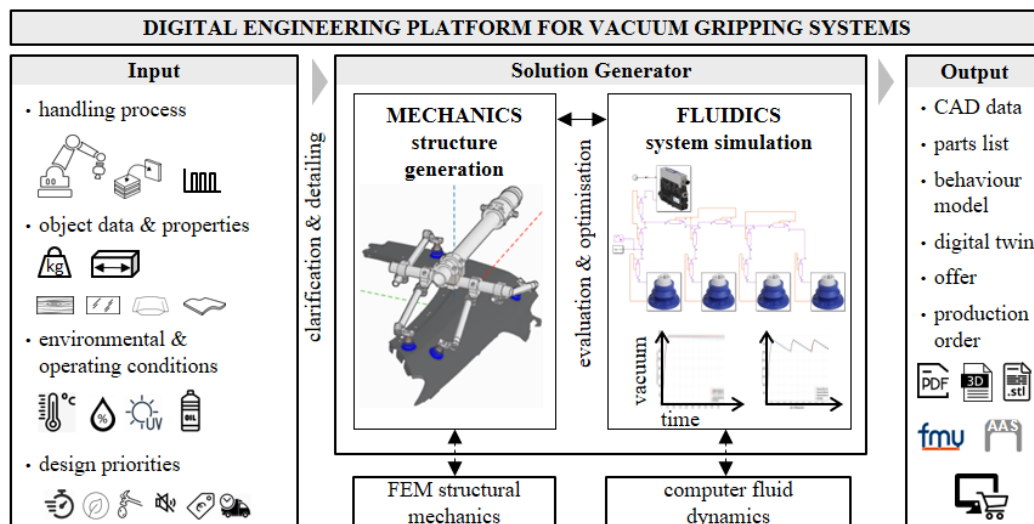 DIGITAL ENGINEERING PLATFORM FOR VACUUM GRIPPING SYSTEMS
Input
• handling process
• object data & properties
kg
• environmental &
operating conditions
°C
%
UV
OIL
• design priorities
€
clarification & detailing
Solution Generator
MECHANICS
structure
generation
evaluation & optimisation
FLUIDICS
system simulation
vacuum
time
FEM structural
mechanics
computer fluid
dynamics
Output
• CAD data
• parts list
• behaviour
model
• digital twin
• offer
• production
order
PDF
3D
.stl
fmu
AAS